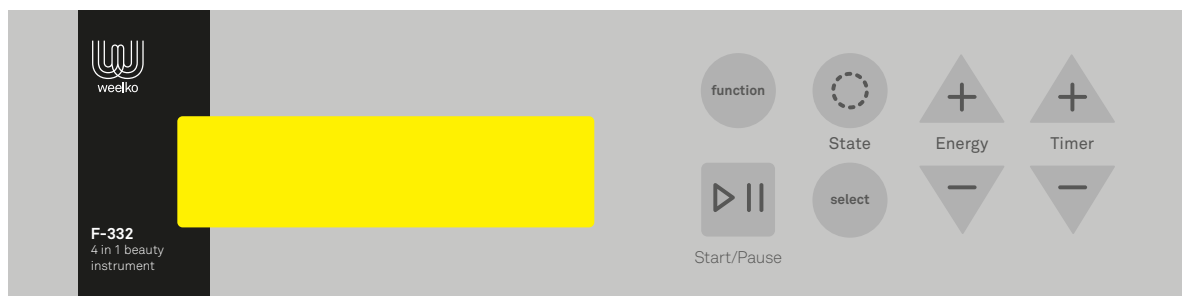 weelko
F-332
4 in 1 beauty
instrument
function
State
Energy
Timer
select
Start/Pause